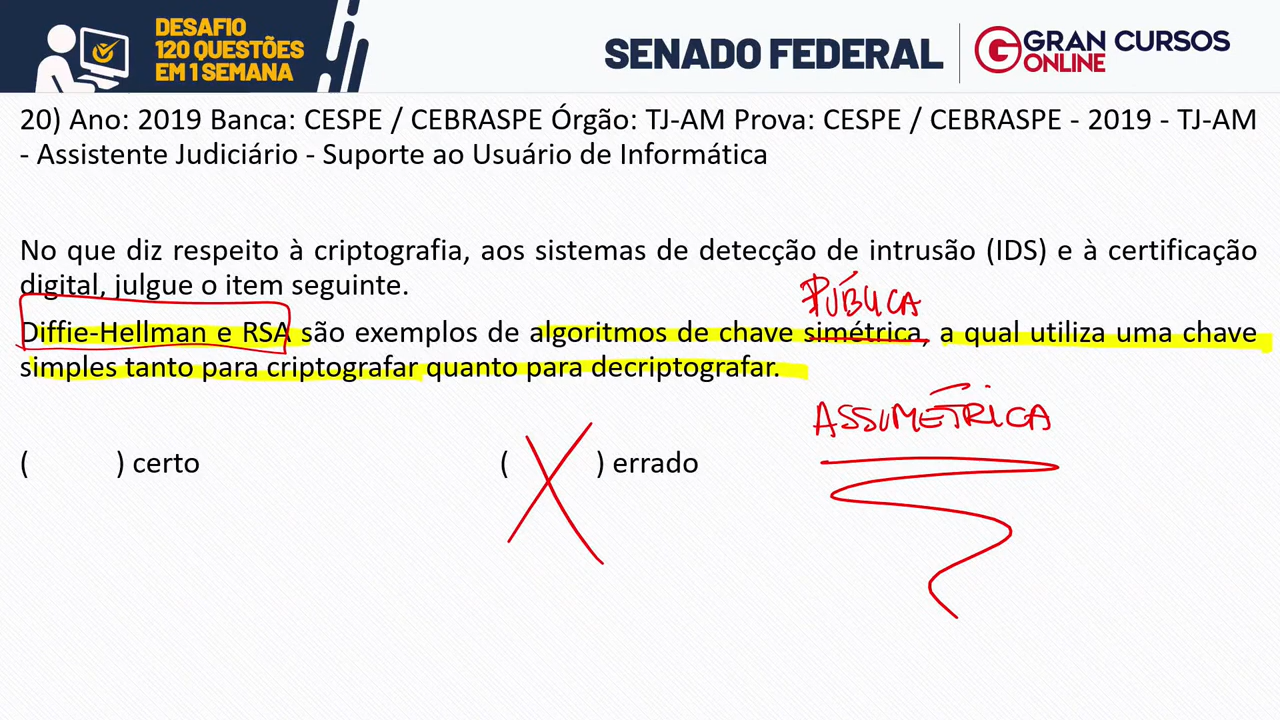 DESAFIO
120 QUESTÕES
EM 1 SEMANA
SENADO FEDERAL
GRAN CURSOS
ONLINE
20) Ano: 2019 Banca: CESPE / CEBRASPE Órgão: TJ-AM Prova: CESPE / CEBRASPE - 2019 - TJ-AM
- Assistente Judiciário - Suporte ao Usuário de Informática
No que diz respeito à criptografia, aos sistemas de detecção de intrusão (IDS) e à certificação
digital, julgue o item seguinte.
PÚBLICA
Diffie-Hellman e RSA são exemplos de algoritmos de chave simétrica, a qual utiliza uma chave
simples tanto para criptografar quanto para decriptografar.
ASSIMÉTRICA
( ) certo
( X ) errado